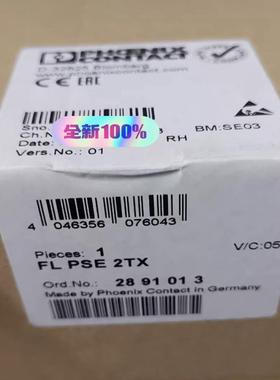 PHOENIX
CONTACT
D-32825 Blomberg
www.phoenixcontact.com
CE EAC
Sno.
Ch.N
Date:
Vers.No.: 01
全新100%
RH
BM:SE03
4 046356 076043
Pieces: 1
FL PSE 2TX
V/C:05
Ord.No.: 28 91 01 3
Made by Phoenix Contact in Germany